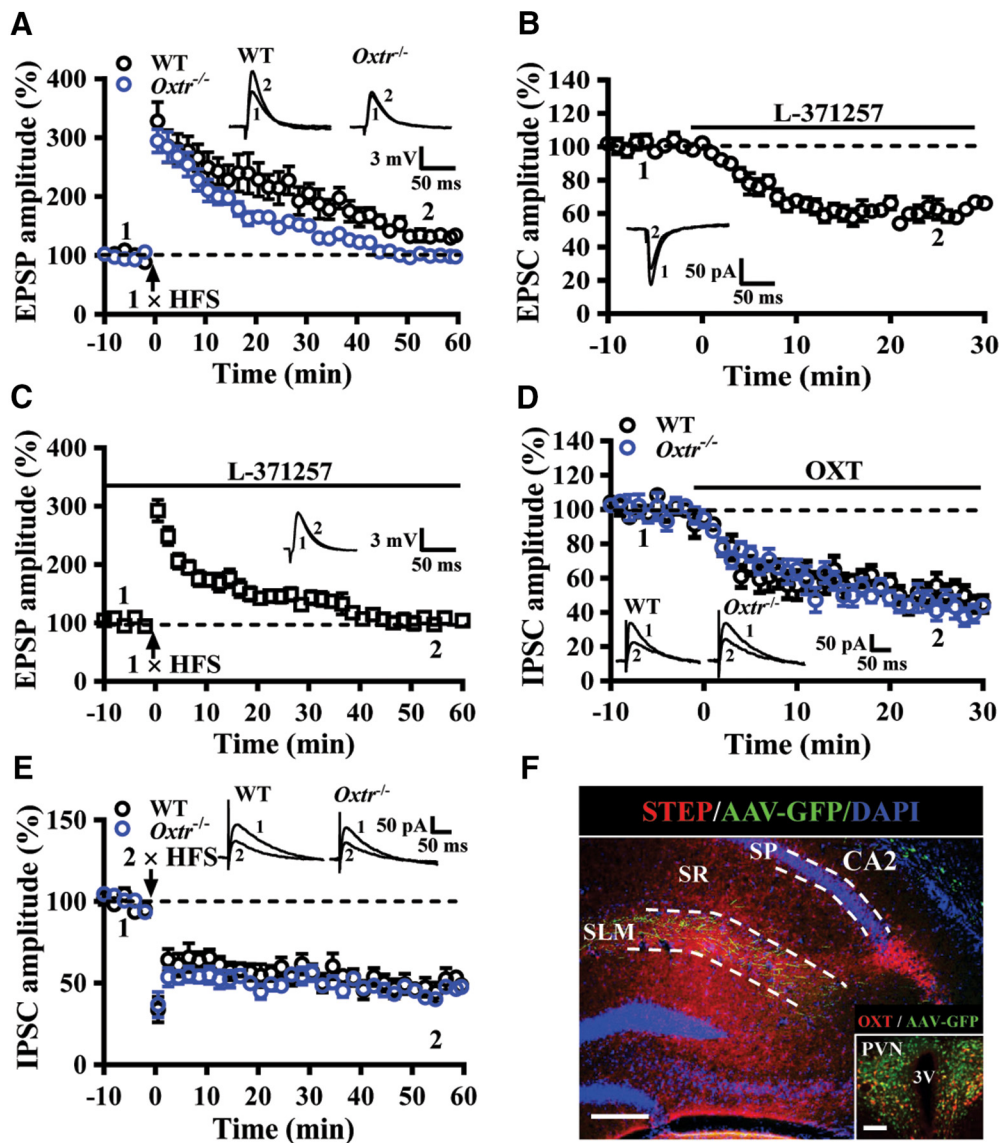 A
WT
Oxtr-/-
WT
Oxtr-/-
2
1
3 mV
50 ms
400
300
200
100
0
EPSP amplitude (%)
1
2
1 × HFS
-10 0 10 20 30 40 50 60
Time (min)
B
L-371257
140
120
100
80
60
40
20
0
EPSC amplitude (%)
1
2
2
1
50 pA
50 ms
-10 0 10 20 30
Time (min)
C
L-371257
400
300
200
100
0
EPSP amplitude (%)
2
1
3 mV
50 ms
1
2
1 × HFS
-10 0 10 20 30 40 50 60
Time (min)
D
WT
Oxtr-/-
OXT
140
120
100
80
60
40
20
0
IPSC amplitude (%)
1
2
WT
Oxtr-/-
1
2
1
2
50 pA
50 ms
-10 0 10 20 30
Time (min)
E
WT
Oxtr-/-
2 × HFS
WT
Oxtr-/-
1
2
1
2
50 pA
50 ms
150
100
50
0
IPSC amplitude (%)
1
2
-10 0 10 20 30 40 50 60
Time (min)
F
STEP/AAV-GFP/DAPI
SP
CA2
SR
SLM
OXT / AAV-GFP
PVN
3V